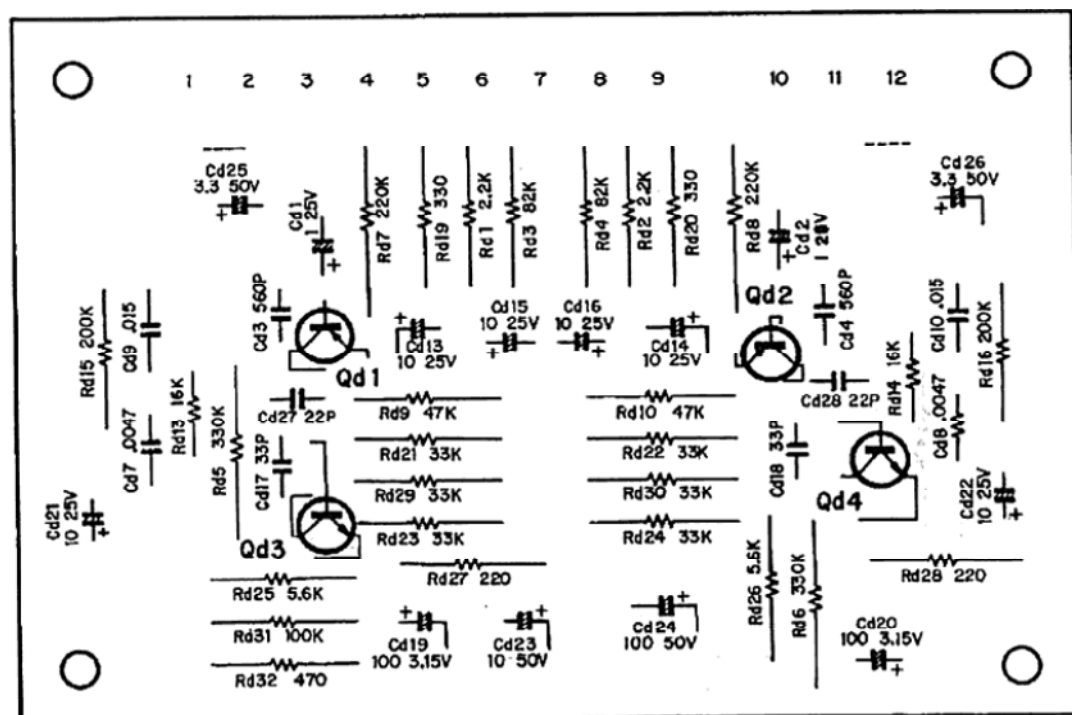 1 2 3 4 5 6 7 8 9 10 11 12
Cd25
3.3 50V
Cd1
1 25V
Rd7 220K
Rd19 330
Rd1 2.2K
Rd3 82K
Rd4 82K
Rd2 2.2K
Rd20 330
Rd8 220K
Cd2
1 25V
Cd26
3.3 50V
Rd15 200K
Cd9 .015
Cd3 560P
Qd1
Cd13
10 25V
Cd15
10 25V
Cd16
10 25V
Cd14
10 25V
Qd2
Cd4 560P
Cd10 .015
Rd16 200K
Cd7 .0047
Rd13 16K
Rd5 330K
Cd27 22P
Rd9 47K
Rd10 47K
Cd28 22P
Rd14 16K
Cd8 .0047
Cd17 33P
Rd21 33K
Rd22 33K
Cd18 33P
Rd29 33K
Rd30 33K
Qd4
Cd22
10 25V
Cd21
10 25V
Qd3
Rd23 33K
Rd24 33K
Rd25 5.6K
Rd27 220
Rd26 5.6K
Rd6 330K
Rd28 220
Rd31 100K
Cd19
100 3.15V
Cd23
10 50V
Cd24
100 50V
Cd20
100 3.15V
Rd32 470